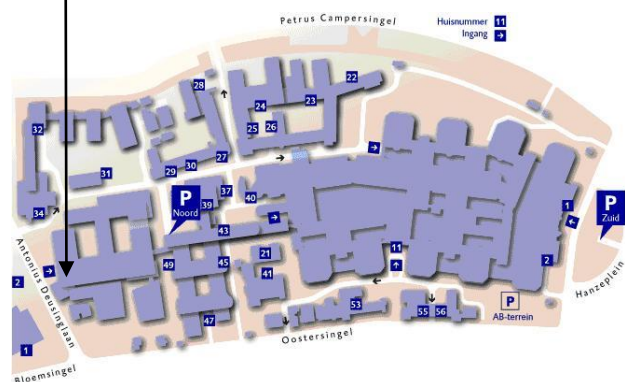 Petrus Campersingel
Huisnummer 11
Ingang
28
22
24
23
32
25
26
27
31
29
30
34
37
39
40
1
P
Noord
P
Zuid
43
11
21
49
45
41
2
2
Antonius Deusinglaan
Hanzeplein
53
55
56
P
AB-terrein
47
Oostersingel
1
Bloemsingel